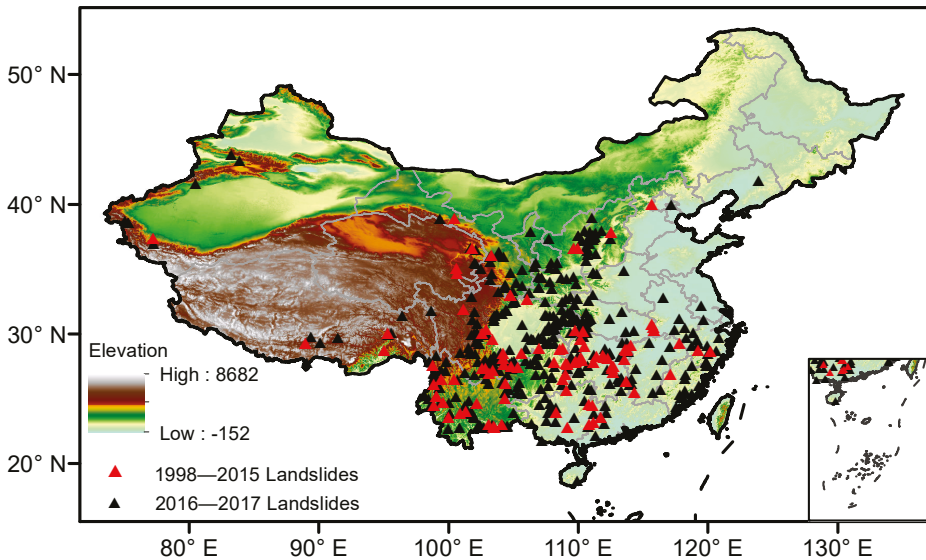 50° N
40° N
30° N
20° N
Elevation
High : 8682
Low : -152
1998—2015 Landslides
2016—2017 Landslides
80° E
90° E
100° E
110° E
120° E
130° E